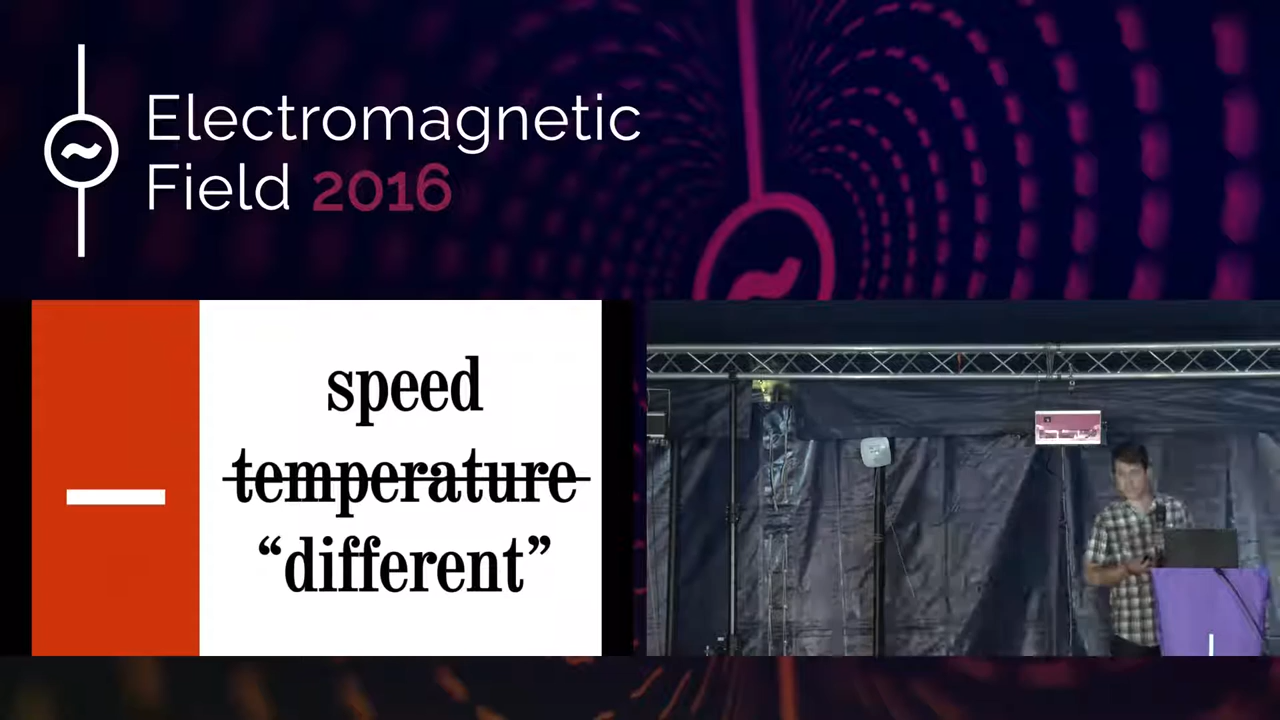 Electromagnetic
Field 2016
speed
temperature
“different”